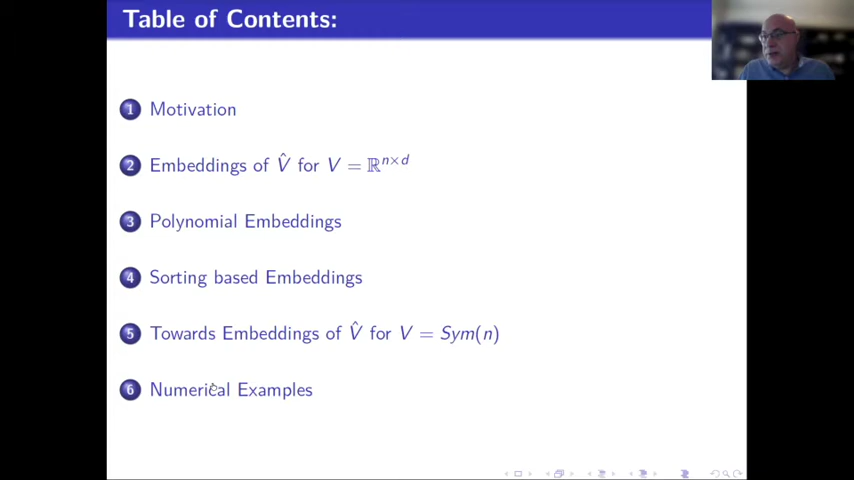 Table of Contents:
1 Motivation
2 Embeddings of V̂ for V = ℝⁿˣᵈ
3 Polynomial Embeddings
4 Sorting based Embeddings
5 Towards Embeddings of V̂ for V = Sym(n)
6 Numerical Examples